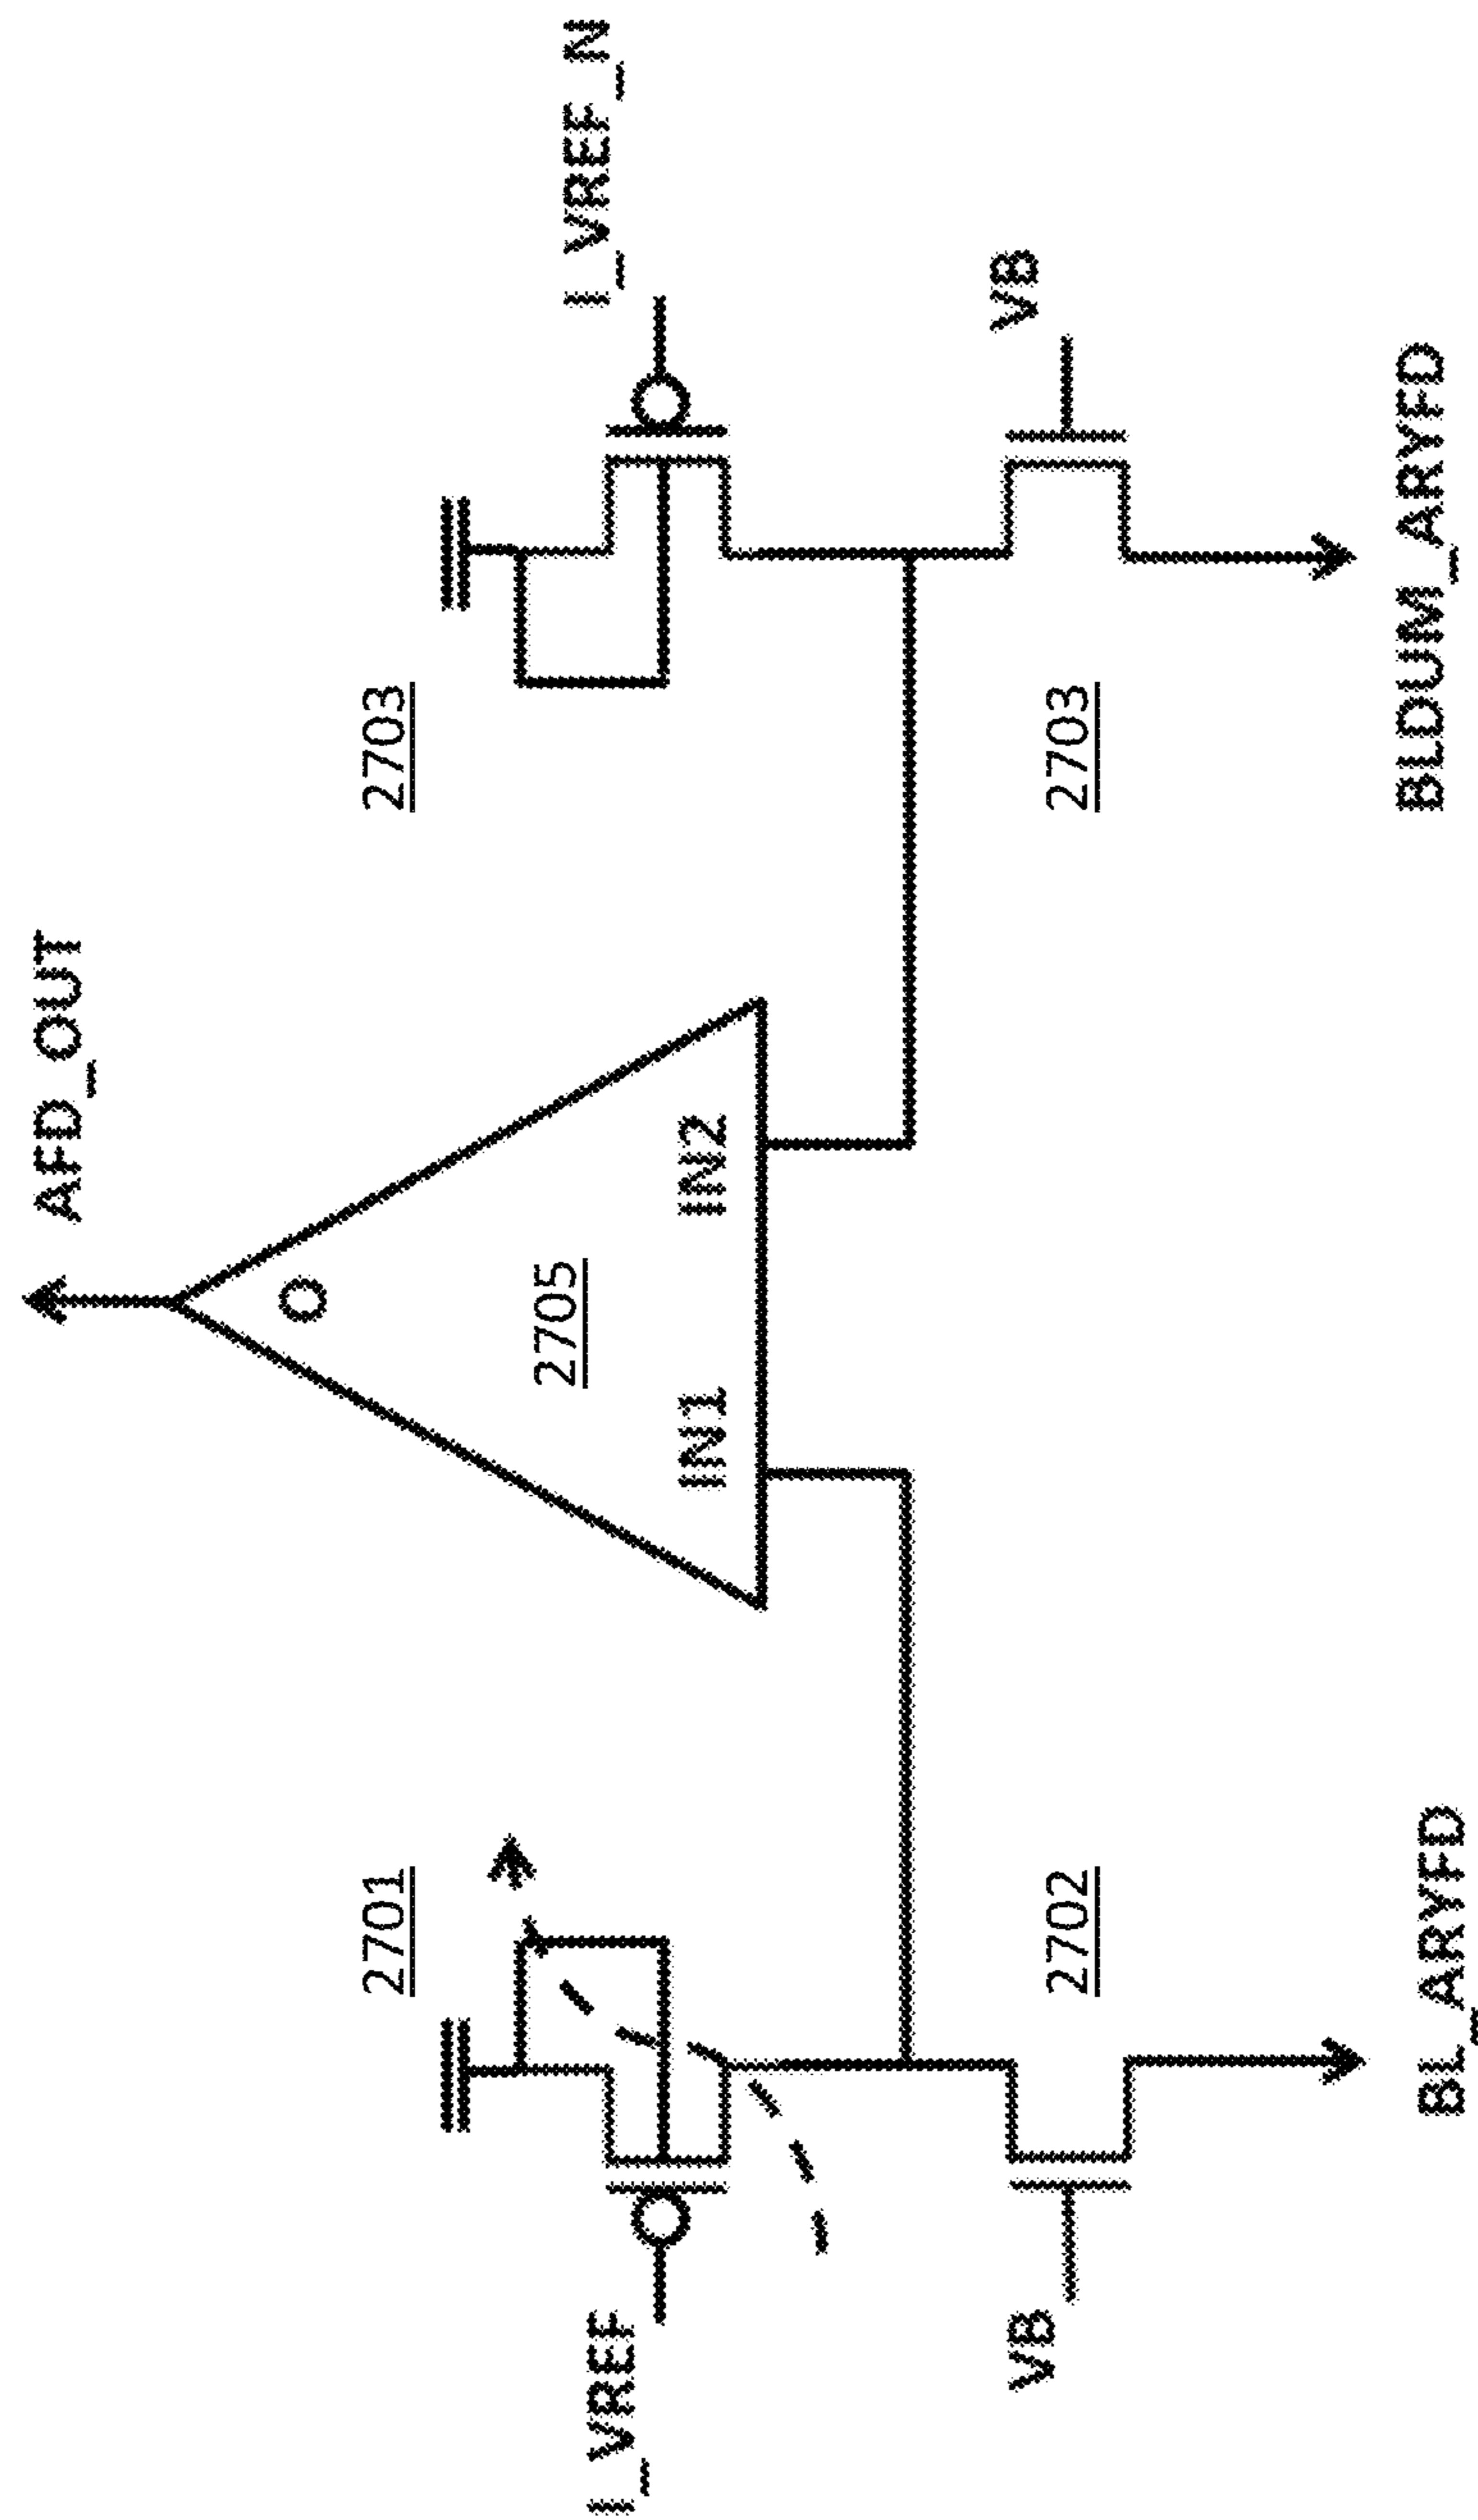 AFD_OUT
2701
2703
I_VREF
I_VREF_N
2705
IN1
IN2
VB
VB
2702
2703
BL_ARYFD
BLDUM_ARYFD